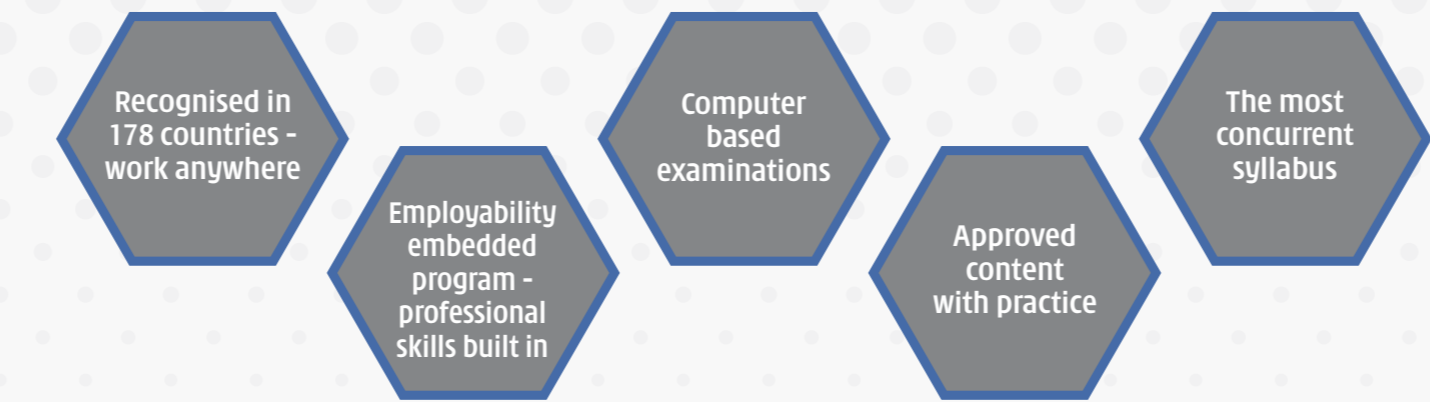 Recognised in
178 countries -
work anywhere
Employability
embedded
program -
professional
skills built in
Computer
based
examinations
Approved
content
with practice
The most
concurrent
syllabus